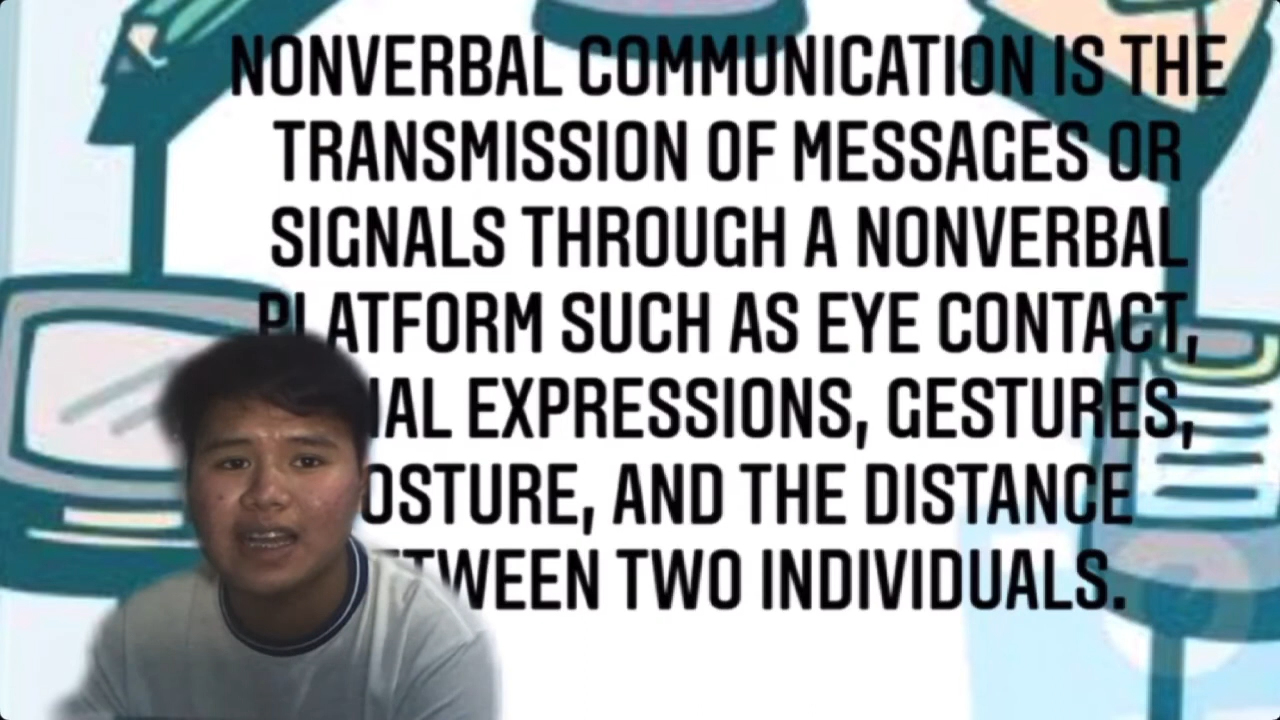 NONVERBAL COMMUNICATION IS THE
TRANSMISSION OF MESSAGES OR
SIGNALS THROUGH A NONVERBAL
PLATFORM SUCH AS EYE CONTACT,
EXPRESSIONS, GESTURES,
AND THE DISTANCE
TWO INDIVIDUALS.